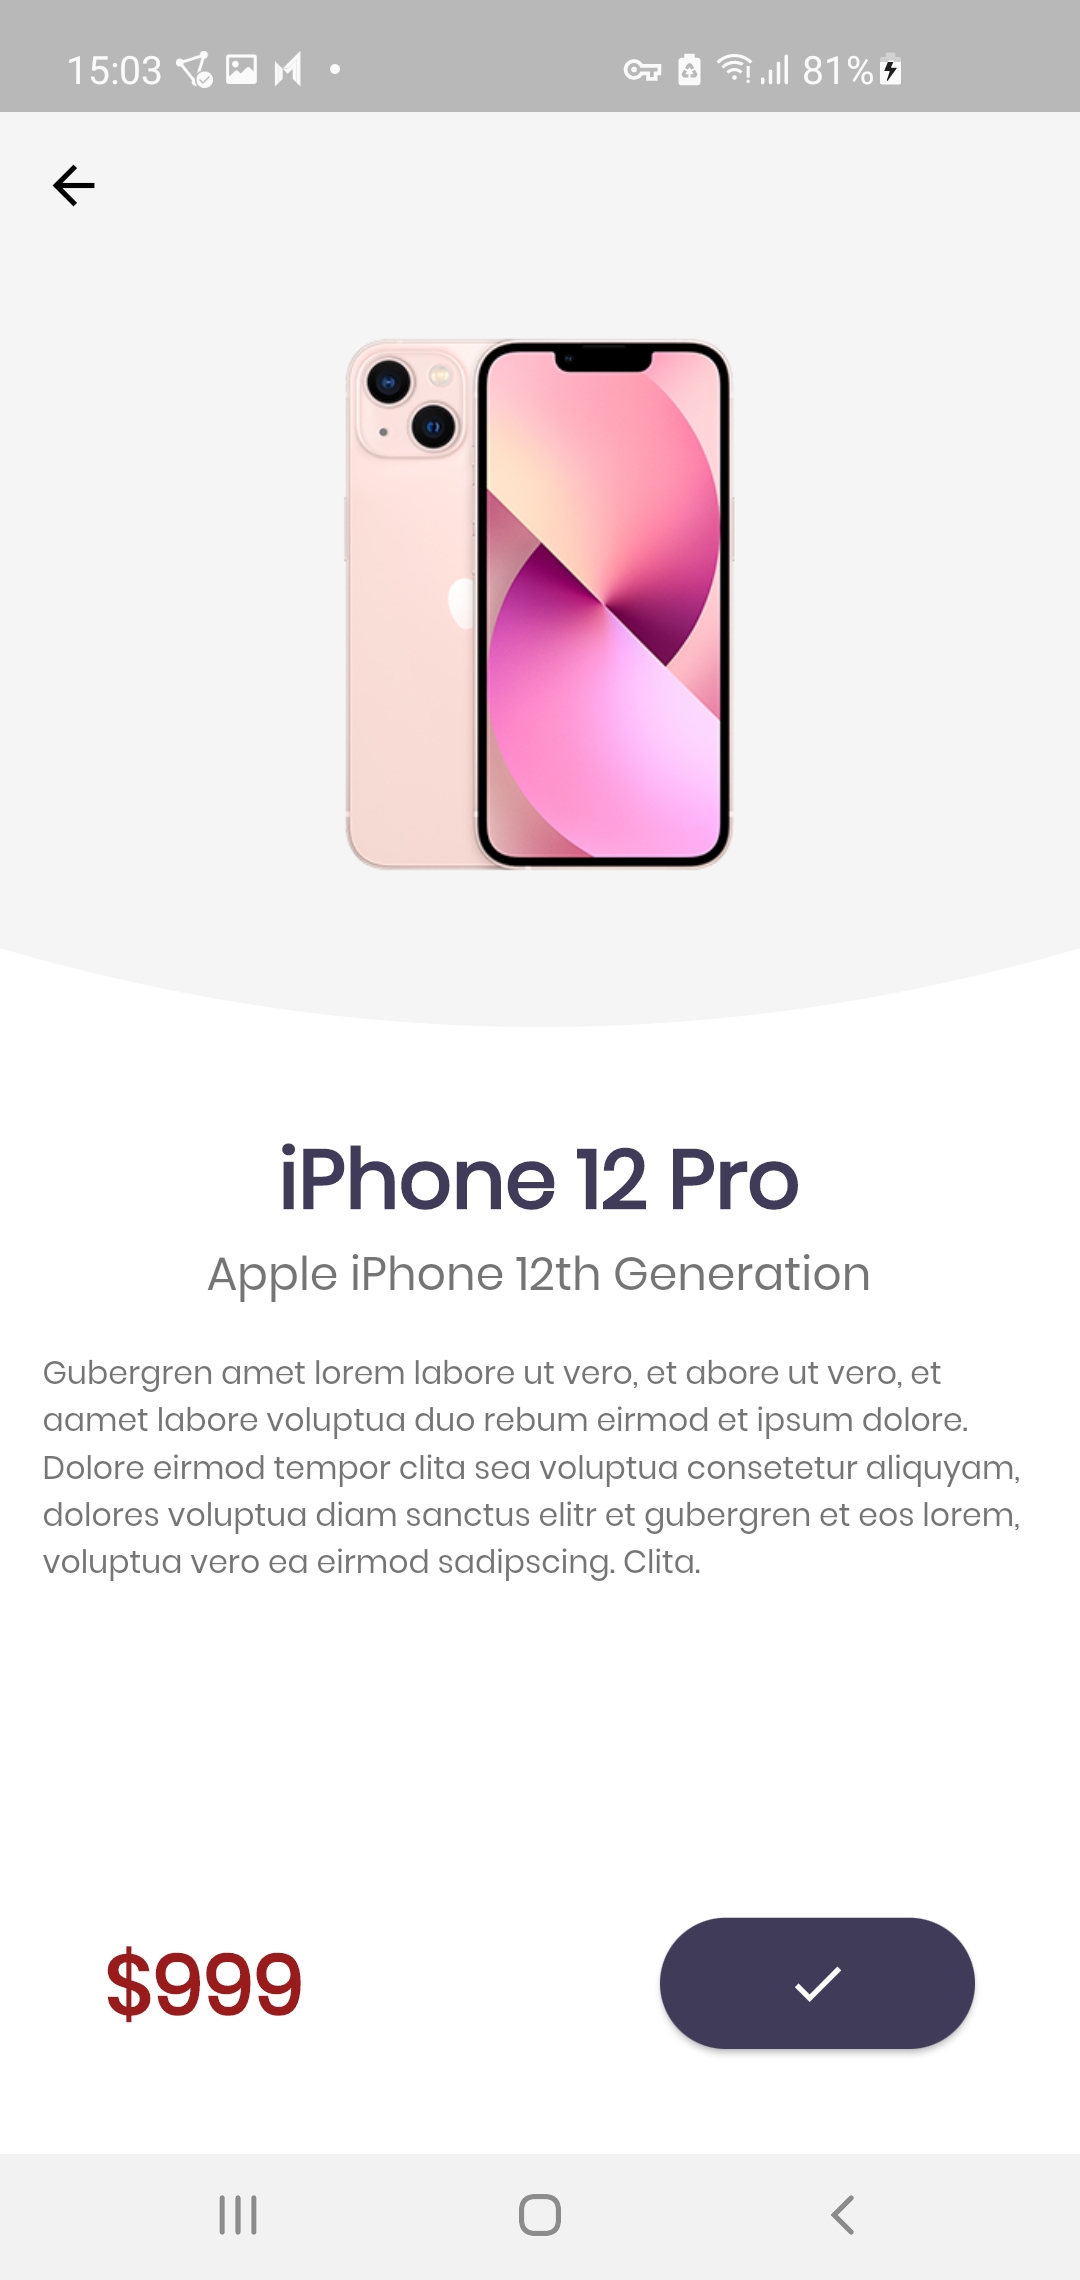 15:03
81%
iPhone 12 Pro
Apple iPhone 12th Generation
Gubergren amet lorem labore ut vero, et abore ut vero, et
aamet labore voluptua duo rebum eirmod et ipsum dolore.
Dolore eirmod tempor clita sea voluptua consetetur aliquyam,
dolores voluptua diam sanctus elitr et gubergren et eos lorem,
voluptua vero ea eirmod sadipscing. Clita.
$999